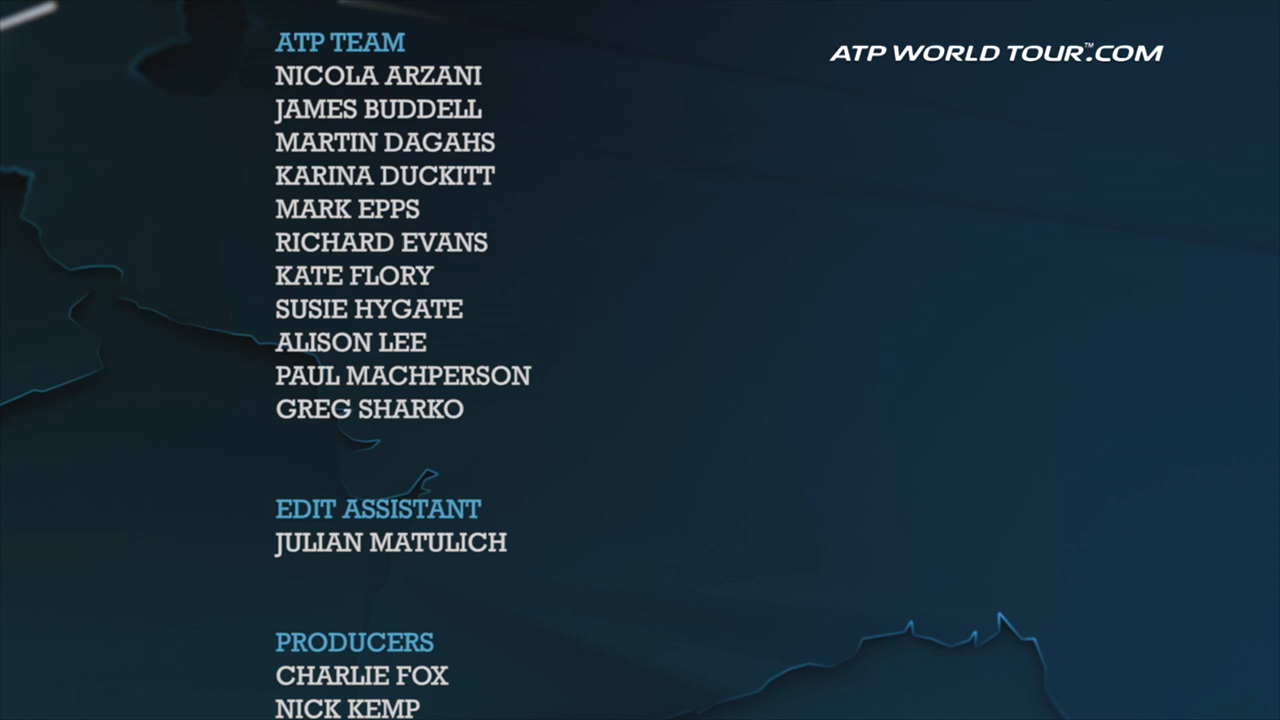 ATP TEAM
NICOLA ARZANI
JAMES BUDDELL
MARTIN DAGAHS
KARINA DUCKITT
MARK EPPS
RICHARD EVANS
KATE FLORY
SUSIE HYGATE
ALISON LEE
PAUL MACHPERSON
GREG SHARKO
EDIT ASSISTANT
JULIAN MATULICH
PRODUCERS
CHARLIE FOX
NICK KEMP
ATP WORLD TOUR™.COM